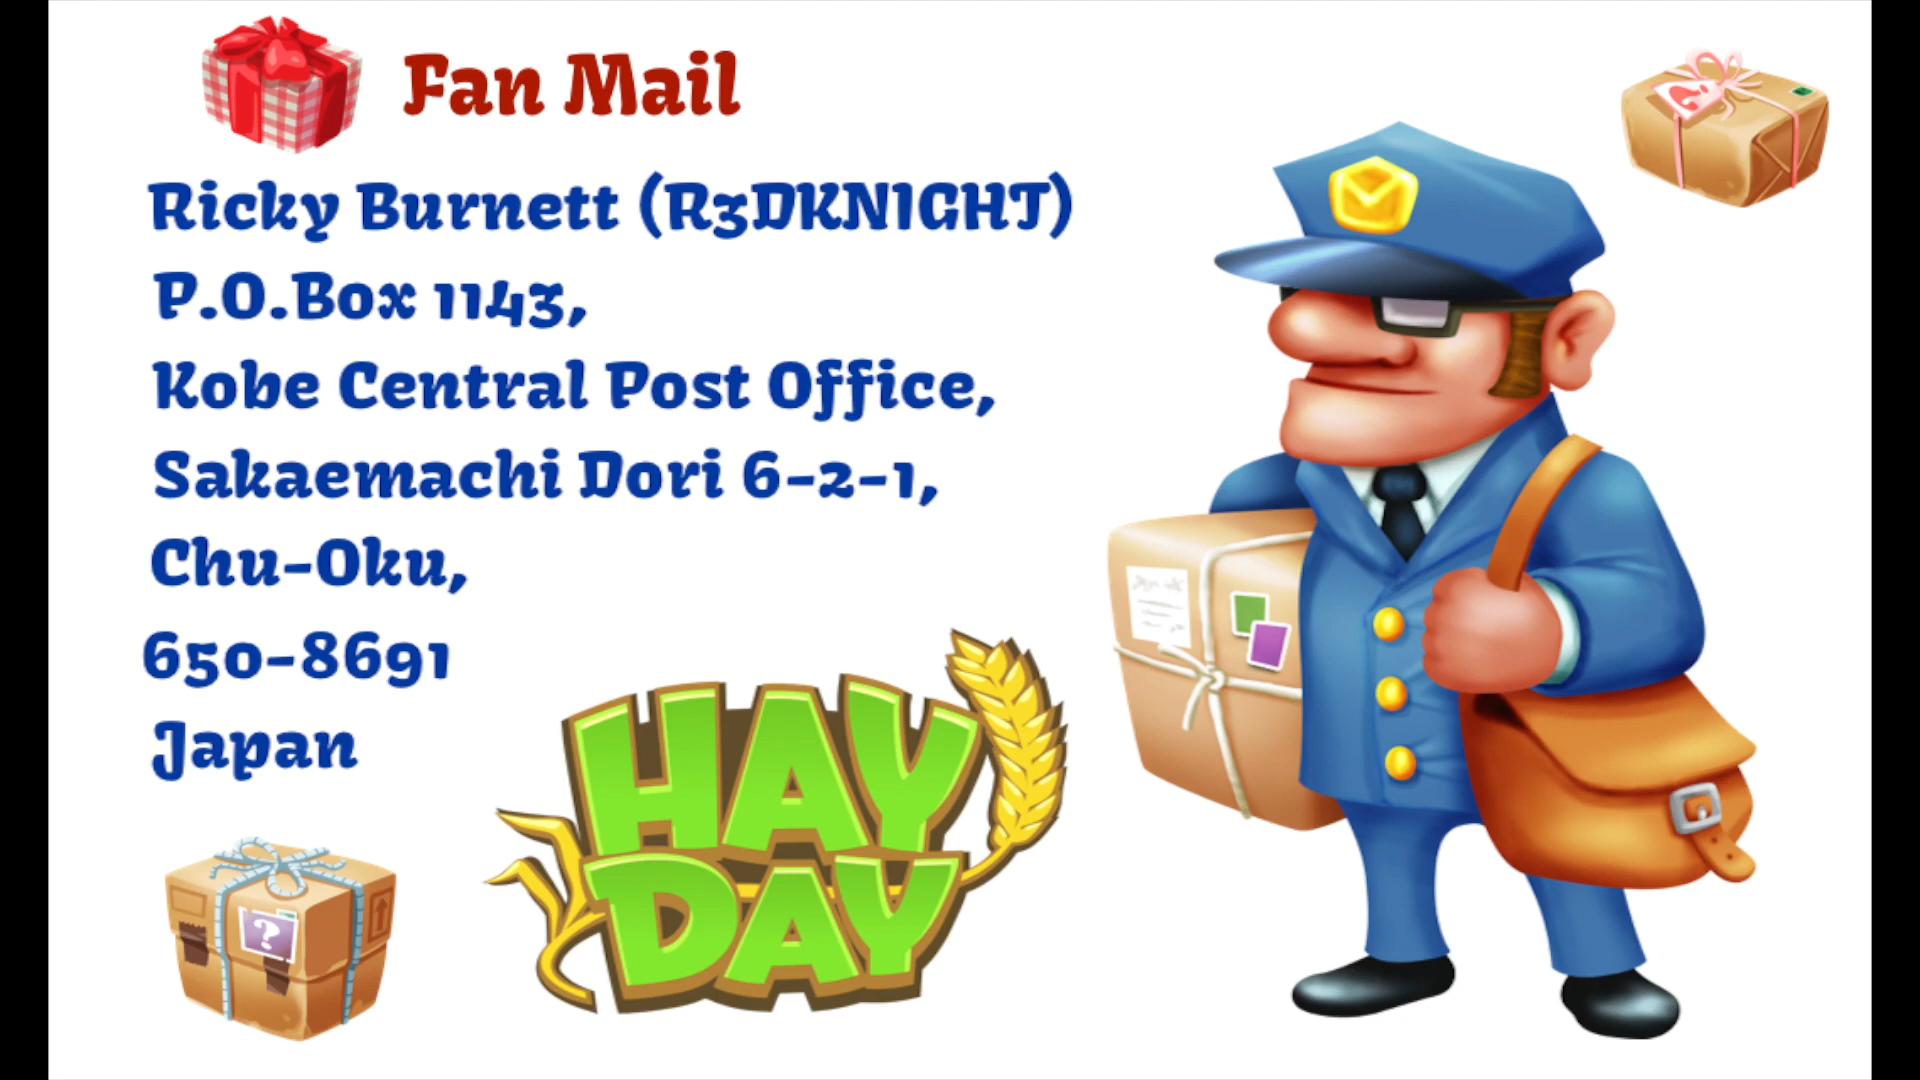 Fan Mail
Ricky Burnett (R3DKNIGHT)
P.O.Box 1143,
Kobe Central Post Office,
Sakaemachi Dori 6-2-1,
Chu-Oku,
650-8691
Japan
HAY
DAY
?